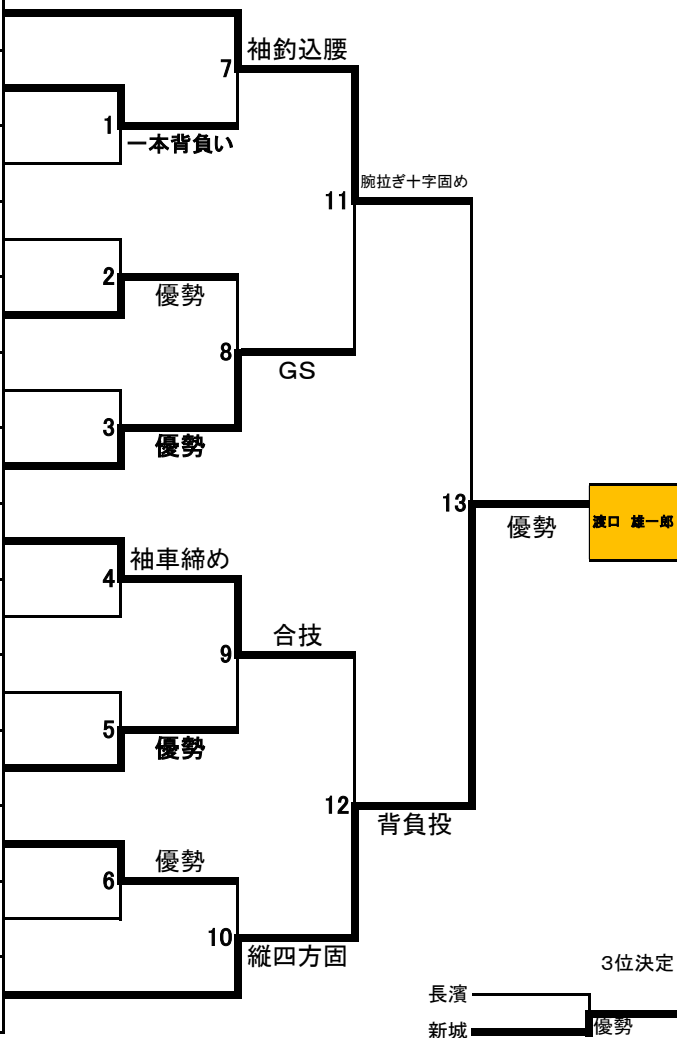 袖釣込腰
7
1
一本背負い
腕拉ぎ十字固め
11
2
優勢
8
GS
3
優勢
13
優勢
渡口 雄一郎
袖車締め
4
合技
9
5
優勢
12
背負投
優勢
6
10
縦四方固
3位決定
長濱
優勢
新城